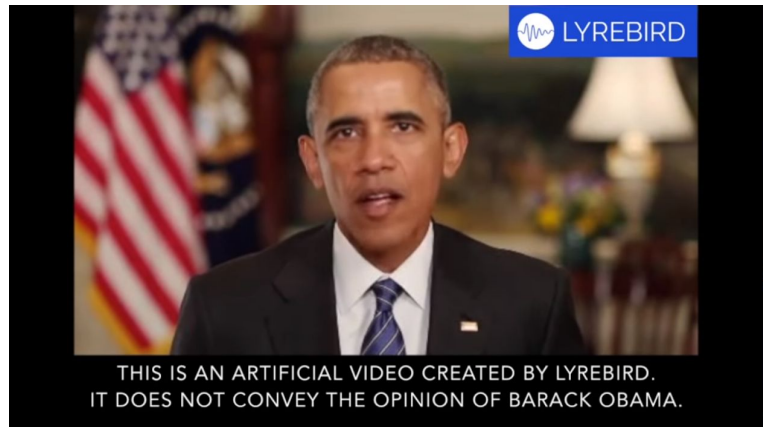 LYREBIRD
THIS IS AN ARTIFICIAL VIDEO CREATED BY LYREBIRD.
IT DOES NOT CONVEY THE OPINION OF BARACK OBAMA.